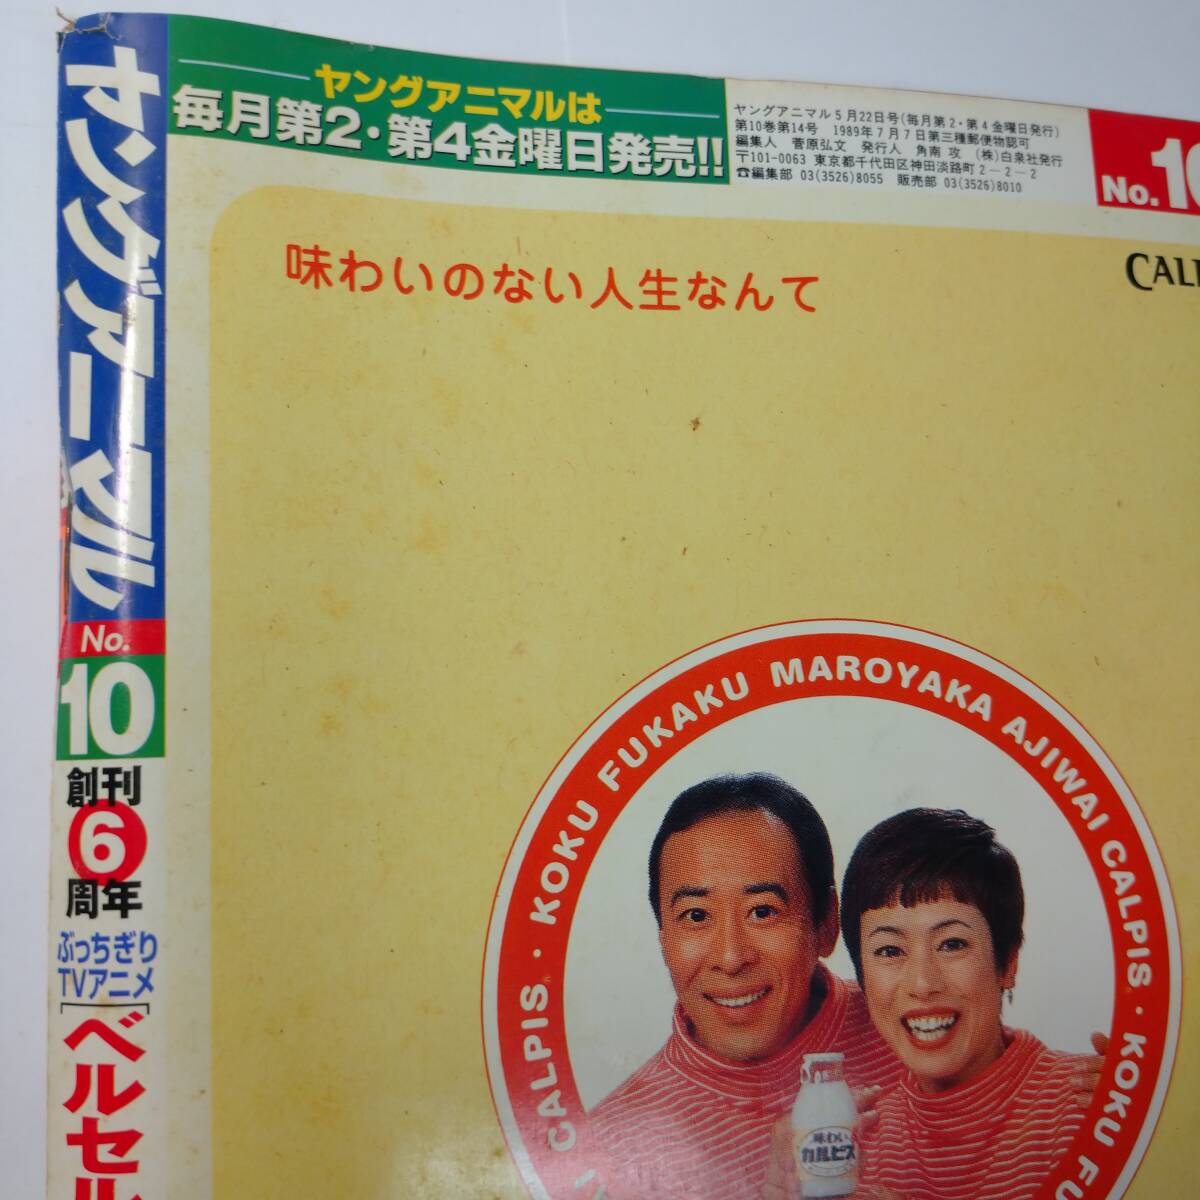 ヤングアニマル
No.
10
創刊
6
周年
ぶっちぎり
TVアニメ
[ベルセル
ヤングアニマルは
毎月第2・第4金曜日発売!!
ヤングアニマル5月22日号(毎月第2・第4金曜日発行)
第10巻第14号 1989年7月7日第三種郵便物認可
編集人 菅原弘文 発行人 角南 攻 (株)白泉社発行
〒101-0063 東京都千代田区神田淡路町2-2-2
☎編集部 03(3526)8055 販売部 03(3526)8010
No.10
味わいのない人生なんて
CALP
CALPIS・KOKU FUKAKU MAROYAKA AJIWAI CALPIS・KOKU FU
味わい
カルピス